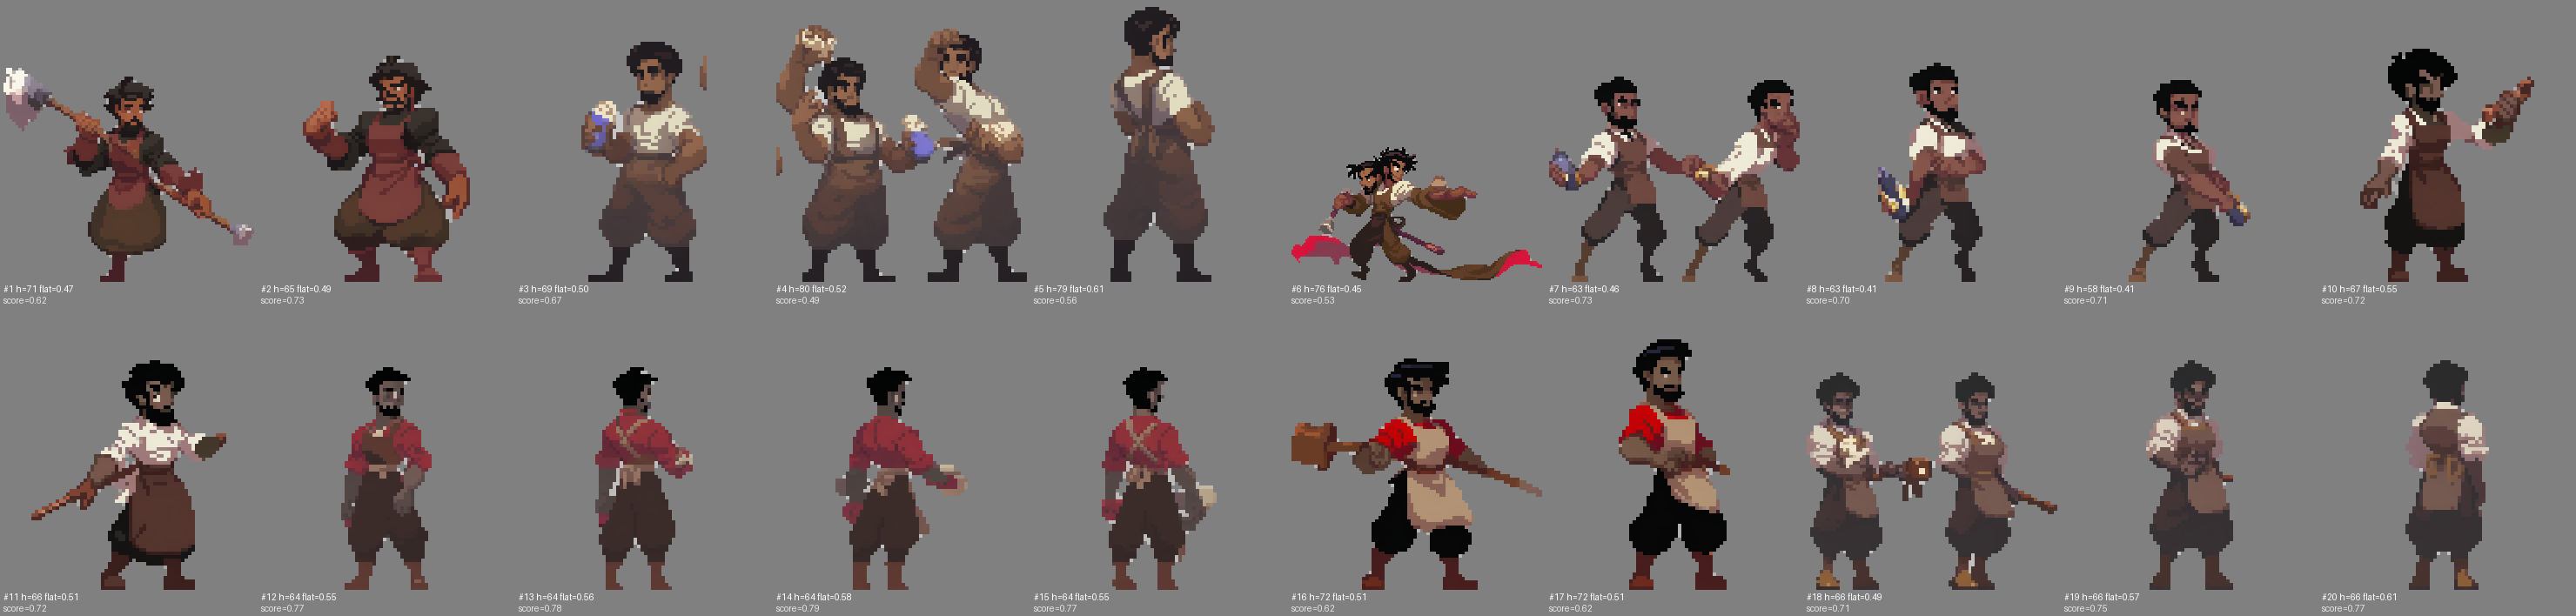 #1 h=71 flat=0.47
score=0.62
#2 h=65 flat=0.49
score=0.73
#3 h=69 flat=0.50
score=0.67
#4 h=80 flat=0.52
score=0.49
#5 h=79 flat=0.61
score=0.56
#6 h=76 flat=0.45
score=0.53
#7 h=63 flat=0.46
score=0.73
#8 h=63 flat=0.41
score=0.70
#9 h=58 flat=0.41
score=0.71
#10 h=67 flat=0.55
score=0.72
#11 h=66 flat=0.51
score=0.72
#12 h=64 flat=0.55
score=0.77
#13 h=64 flat=0.56
score=0.78
#14 h=64 flat=0.58
score=0.79
#15 h=64 flat=0.55
score=0.77
#16 h=72 flat=0.51
score=0.62
#17 h=72 flat=0.51
score=0.62
#18 h=66 flat=0.49
score=0.71
#19 h=66 flat=0.57
score=0.75
#20 h=66 flat=0.61
score=0.77